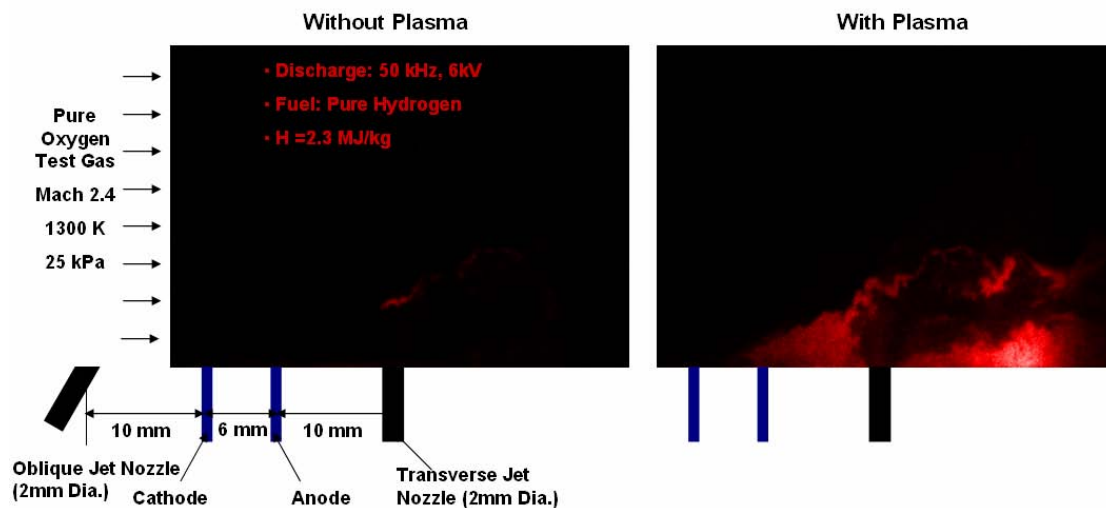 Without Plasma
With Plasma
· Discharge: 50 kHz, 6kV
· Fuel: Pure Hydrogen
· H =2.3 MJ/kg
Pure
Oxygen
Test Gas
Mach 2.4
1300 K
25 kPa
10 mm
6 mm
10 mm
Oblique Jet Nozzle
(2mm Dia.)
Cathode
Anode
Transverse Jet
Nozzle (2mm Dia.)